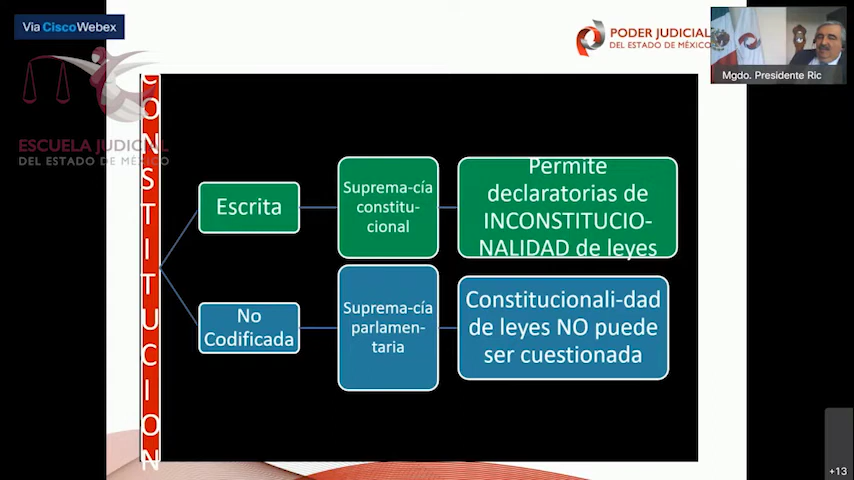 Vía CiscoWebex
PODER JUDICIAL
DEL ESTADO DE MÉXICO
Mgdo. Presidente Ric
ESCUELA JUDICIAL
DEL ESTADO DE MÉXICO
CONSTITUCION
Escrita
Suprema-cía
constitu-
cional
Permite
declaratorias de
INCONSTITUCIO-
NALIDAD de leyes
No
Codificada
Suprema-cía
parlamen-
taria
Constitucionali-dad
de leyes NO puede
ser cuestionada
+13